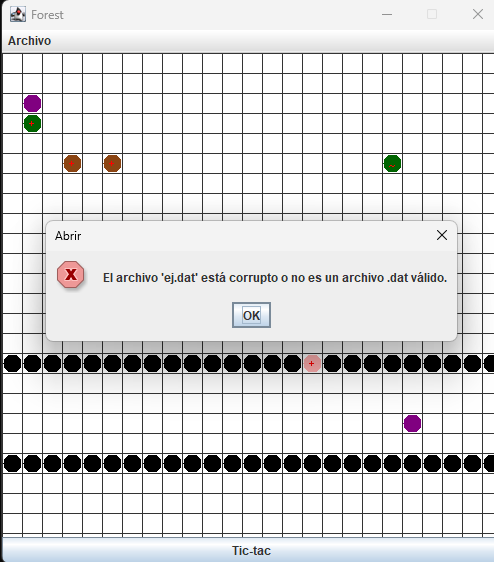 Forest
Archivo
Abrir
El archivo 'ej.dat' está corrupto o no es un archivo .dat válido.
OK
Tic-tac